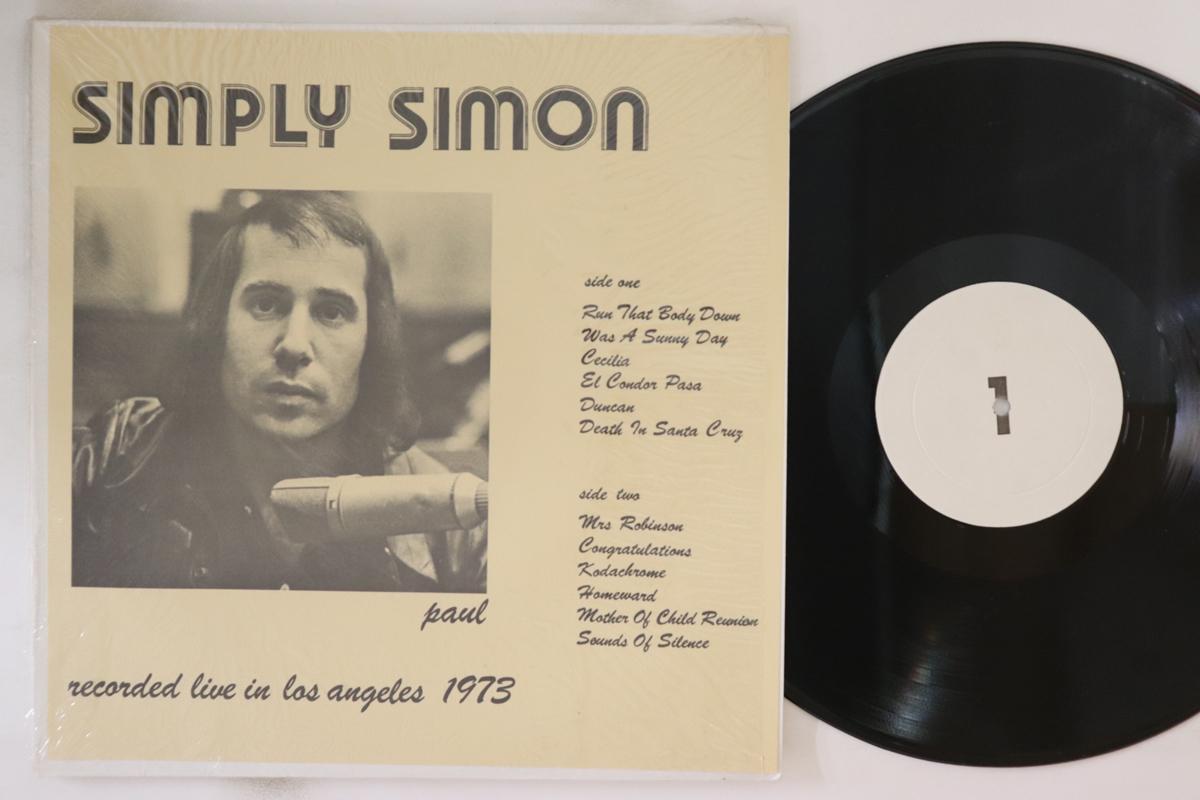 SIMPLY SIMON
side one
Run That Body Down
Was A Sunny Day
Cecilia
El Condor Pasa
Duncan
Death In Santa Cruz
side two
Mrs Robinson
Congratulations
Kodachrome
Homeward
Mother Of Child Reunion
Sounds Of Silence
paul
recorded live in los angeles 1973
1